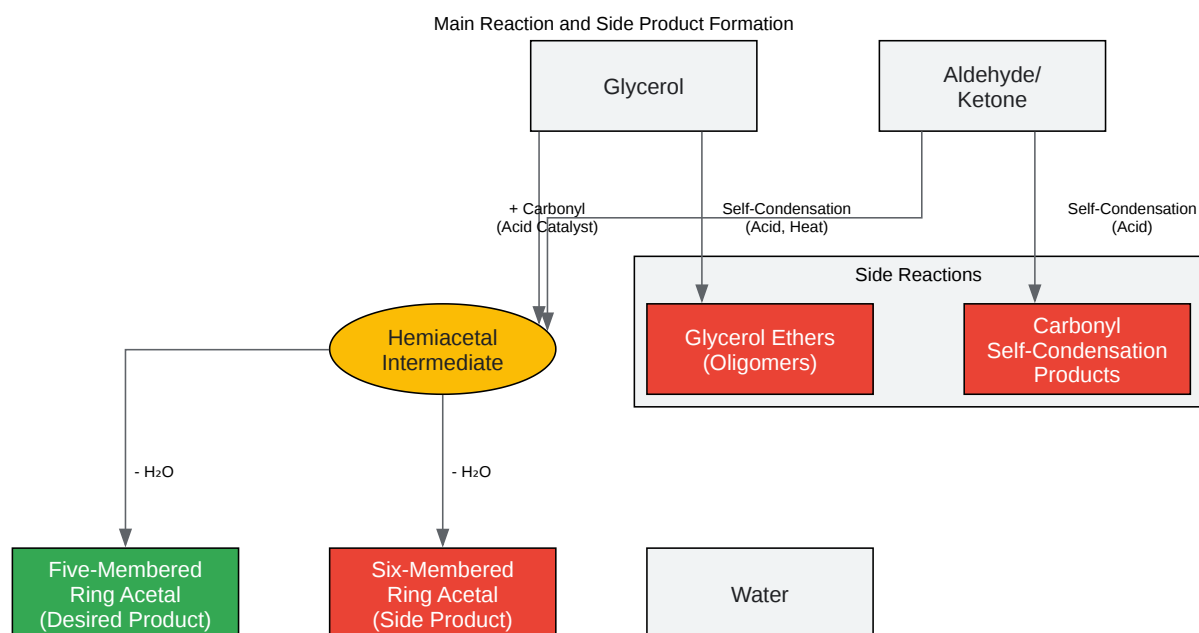 Main Reaction and Side Product Formation
Glycerol
Aldehyde/
Ketone
+ Carbonyl
(Acid Catalyst)
Self-Condensation
(Acid, Heat)
Self-Condensation
(Acid)
Side Reactions
Hemiacetal
Intermediate
Glycerol Ethers
(Oligomers)
Carbonyl
Self-Condensation
Products
- H₂O
- H₂O
Five-Membered
Ring Acetal
(Desired Product)
Six-Membered
Ring Acetal
(Side Product)
Water